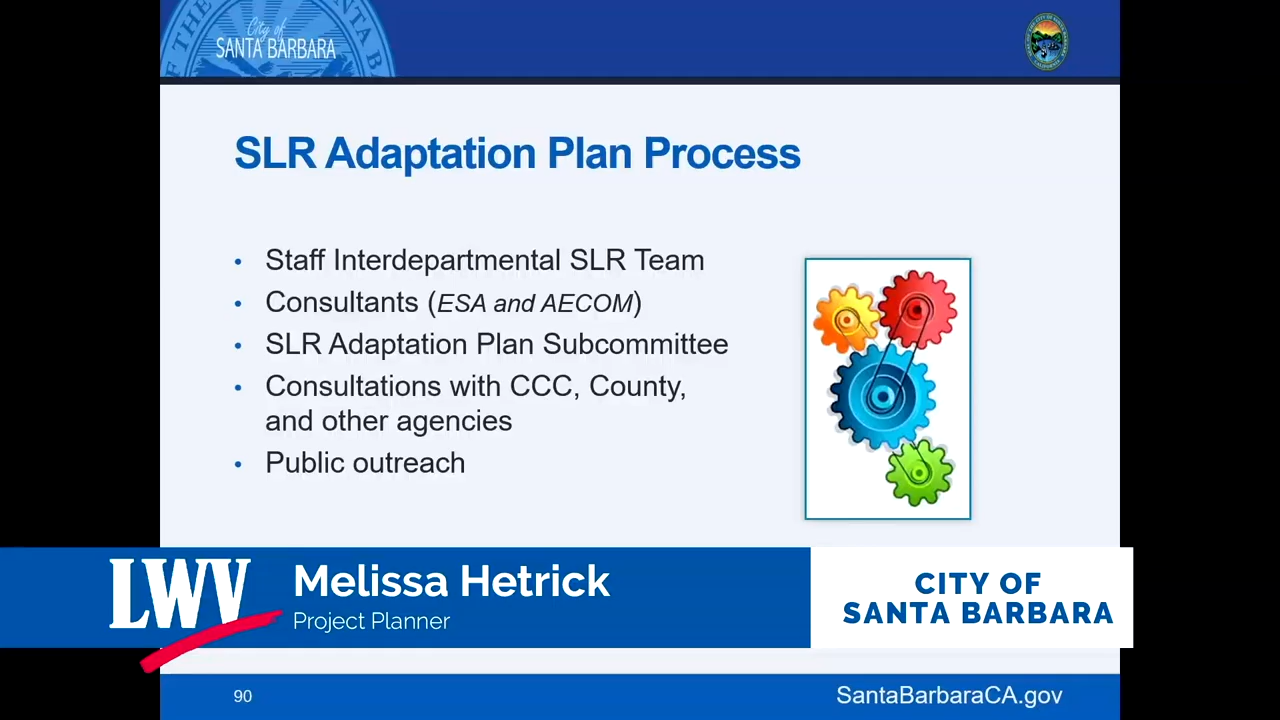 City of
SANTA BARBARA
SLR Adaptation Plan Process
• Staff Interdepartmental SLR Team
• Consultants (ESA and AECOM)
• SLR Adaptation Plan Subcommittee
• Consultations with CCC, County,
and other agencies
• Public outreach
LWV
Melissa Hetrick
Project Planner
CITY OF
SANTA BARBARA
90
SantaBarbaraCA.gov